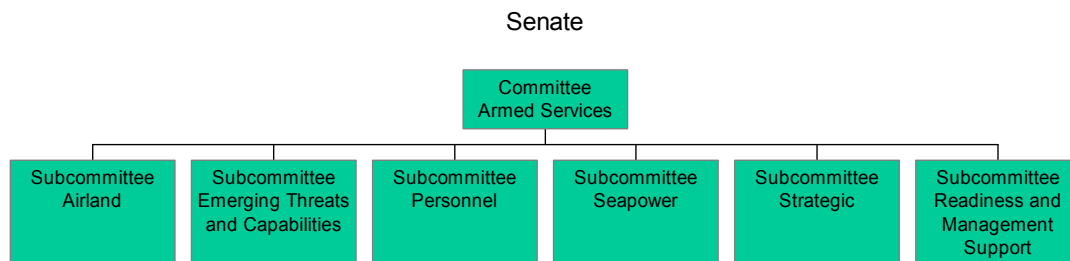 Senate
Committee
Armed Services
Subcommittee
Airland
Subcommittee
Emerging Threats
and Capabilities
Subcommittee
Personnel
Subcommittee
Seapower
Subcommittee
Strategic
Subcommittee
Readiness and
Management
Support